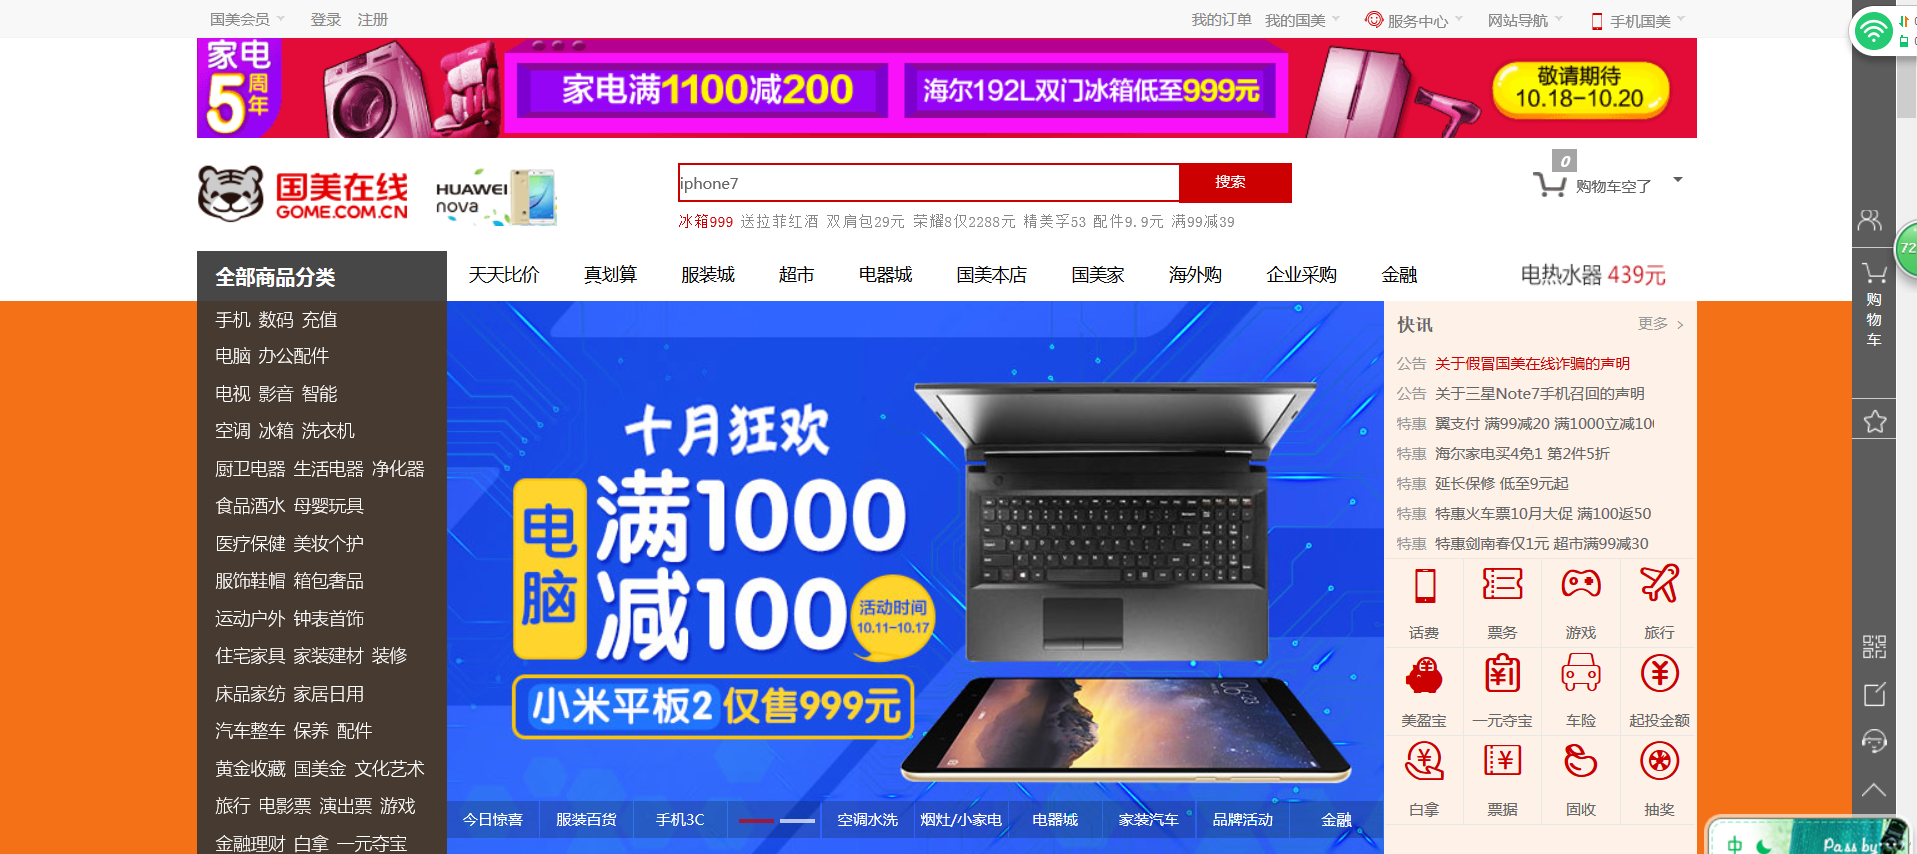 国美会员 登录 注册 我的订单 我的国美 服务中心 网站导航 手机国美
家电
5周年
家电满1100减200 海尔192L双门冰箱低至999元
敬请期待
10.18-10.20
国美在线
GOME.COM.CN
HUAWEI
nova
iphone7 搜索
0
购物车空了
冰箱999 送拉菲红酒 双肩包29元 荣耀8仅2288元 精美孚53 配件9.9元 满99减39
全部商品分类 天天比价 真划算 服装城 超市 电器城 国美本店 国美家 海外购 企业采购 金融 电热水器 439元
手机 数码 充值
电脑 办公配件
电视 影音 智能
空调 冰箱 洗衣机
厨卫电器 生活电器 净化器
食品酒水 母婴玩具
医疗保健 美妆个护
服饰鞋帽 箱包奢品
运动户外 钟表首饰
住宅家具 家装建材 装修
床品家纺 家居日用
汽车整车 保养 配件
黄金收藏 国美金 文化艺术
旅行 电影票 演出票 游戏
金融理财 白拿 一元夺宝
十月狂欢
电脑
满1000
减100
活动时间
10.11-10.17
小米平板2 仅售999元
06:23
今日惊喜 服装百货 手机3C 空调水洗 烟灶/小家电 电器城 家装汽车 品牌活动 金融
快讯 更多 >
公告 关于假冒国美在线诈骗的声明
公告 关于三星Note7手机召回的声明
特惠 翼支付 满99减20 满1000立减10
特惠 海尔家电买4免1 第2件5折
特惠 延长保修 低至9元起
特惠 特惠火车票10月大促 满100返50
特惠 特惠剑南春仅1元 超市满99减30
话费 票务 游戏 旅行
美盈宝 一元夺宝 车险 起投金额
白拿 票据 固收 抽奖
72
购物车
中
Pass by